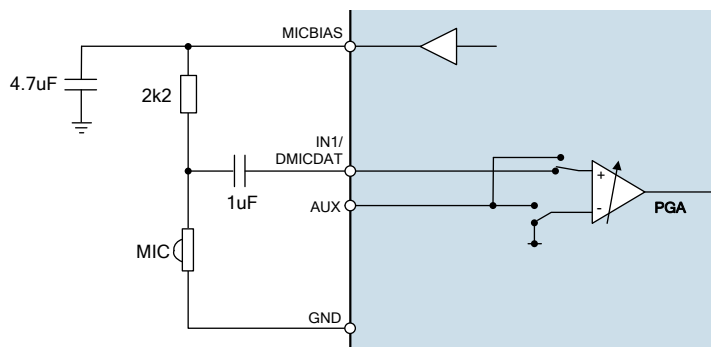 MICBIAS
4.7uF
2k2
IN1/
DMICDAT
+
1uF
AUX
-
PGA
MIC
GND